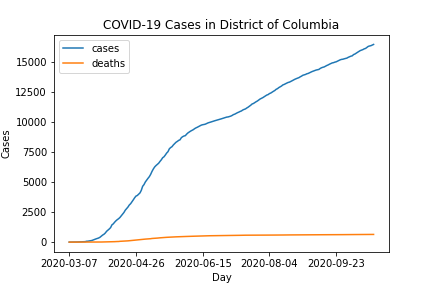 COVID-19 Cases in District of Columbia
cases
deaths
15000
12500
10000
7500
5000
2500
0
Cases
2020-03-07 2020-04-26 2020-06-15 2020-08-04 2020-09-23
Day